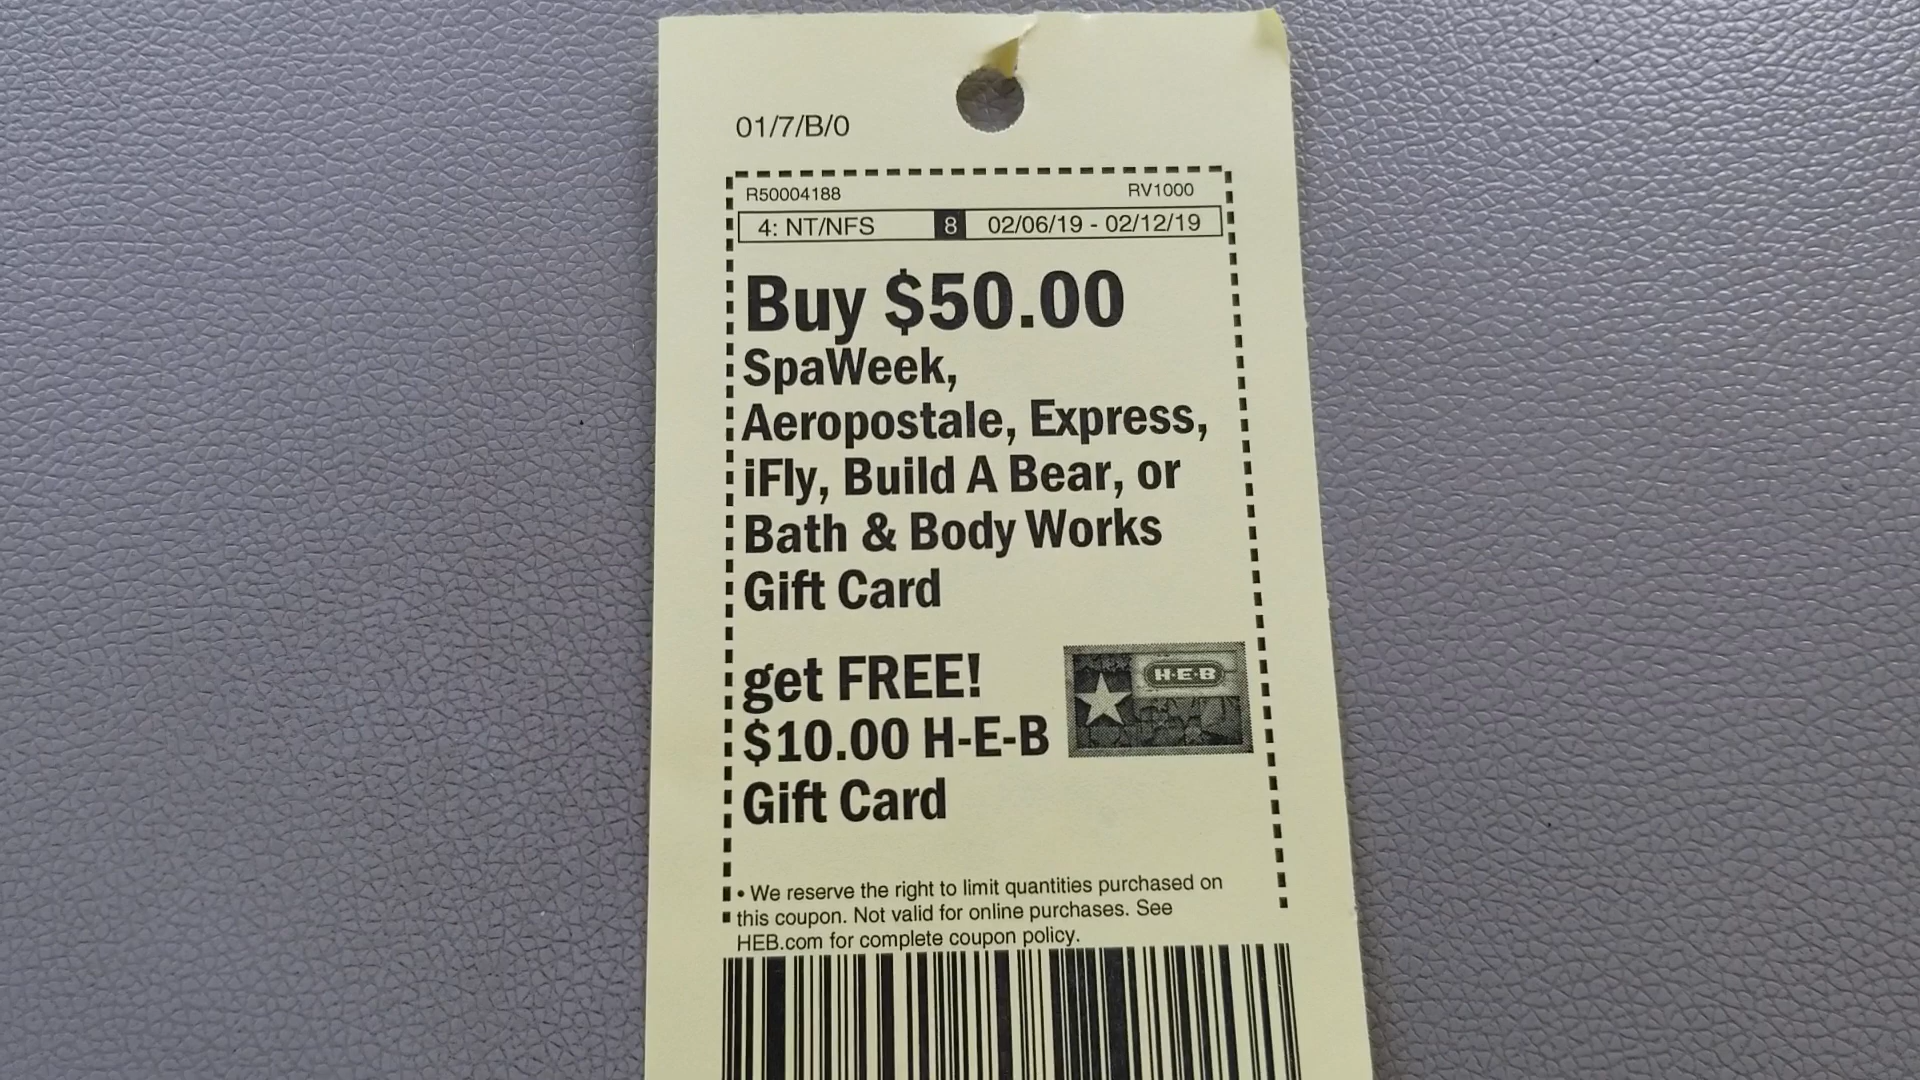 01/7/B/0
R50004188 RV1000
4: NT/NFS 8 02/06/19 - 02/12/19
Buy $50.00
SpaWeek,
Aeropostale, Express,
iFly, Build A Bear, or
Bath & Body Works
Gift Card
get FREE!
$10.00 H-E-B
Gift Card
H-E-B
• We reserve the right to limit quantities purchased on
this coupon. Not valid for online purchases. See
HEB.com for complete coupon policy.